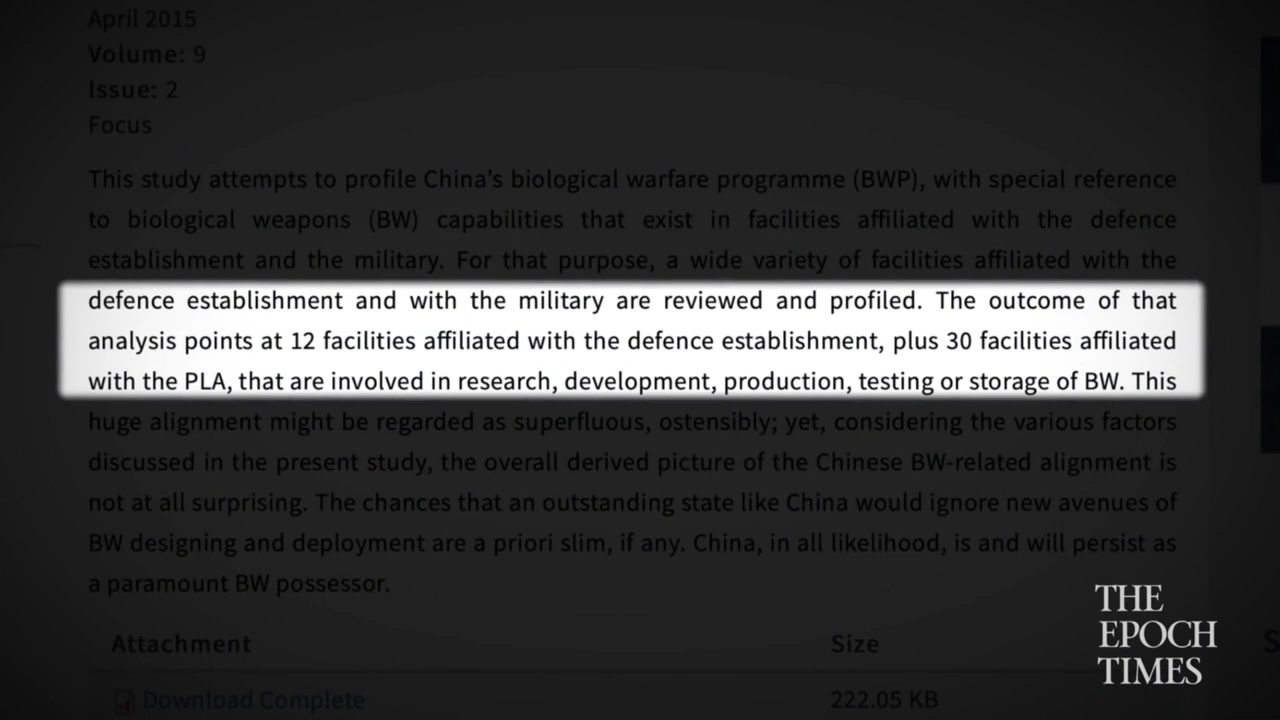 April 2015
Volume: 9
Issue: 2
Focus
This study attempts to profile China’s biological warfare programme (BWP), with special reference
to biological weapons (BW) capabilities that exist in facilities affiliated with the defence
establishment and the military. For that purpose, a wide variety of facilities affiliated with the
defence establishment and with the military are reviewed and profiled. The outcome of that
analysis points at 12 facilities affiliated with the defence establishment, plus 30 facilities affiliated
with the PLA, that are involved in research, development, production, testing or storage of BW. This
huge alignment might be regarded as superfluous, ostensibly; yet, considering the various factors
discussed in the present study, the overall derived picture of the Chinese BW-related alignment is
not at all surprising. The chances that an outstanding state like China would ignore new avenues of
BW designing and deployment are a priori slim, if any. China, in all likelihood, is and will persist as
a paramount BW possessor.
Attachment Size
Download Complete 222.05 KB
THE
EPOCH
TIMES